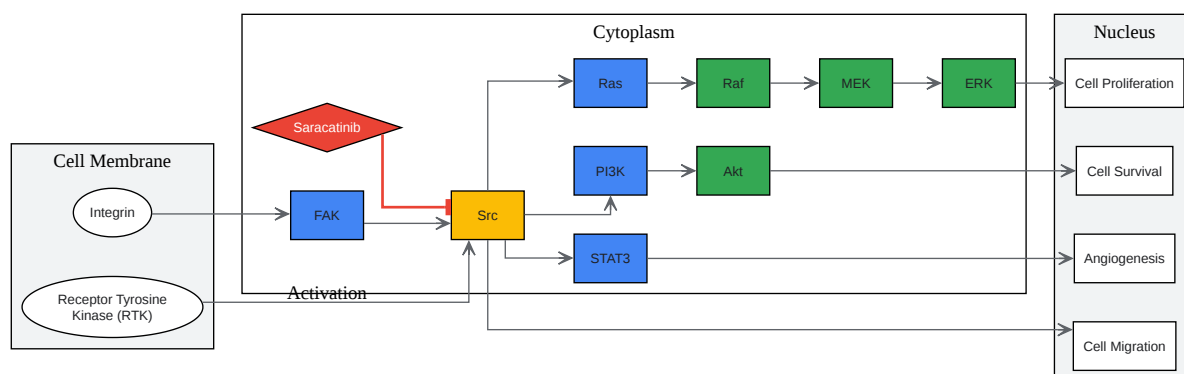 Cytoplasm
Nucleus
Ras
Raf
MEK
ERK
Cell Proliferation
Saracatinib
Cell Membrane
PI3K
Akt
Cell Survival
Integrin
FAK
Src
STAT3
Angiogenesis
Receptor Tyrosine
Kinase (RTK)
Activation
Cell Migration